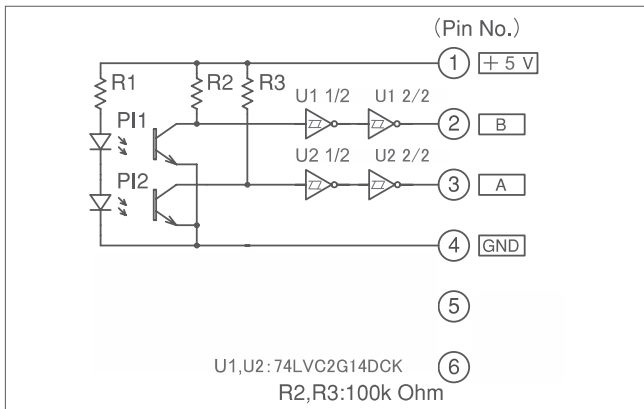 (Pin No.)
1 + 5 V
R1 R2 R3
U1 1/2 U1 2/2
PI1
2 B
U2 1/2 U2 2/2
PI2
3 A
4 GND
5
6
U1,U2:74LVC2G14DCK
R2,R3:100k Ohm